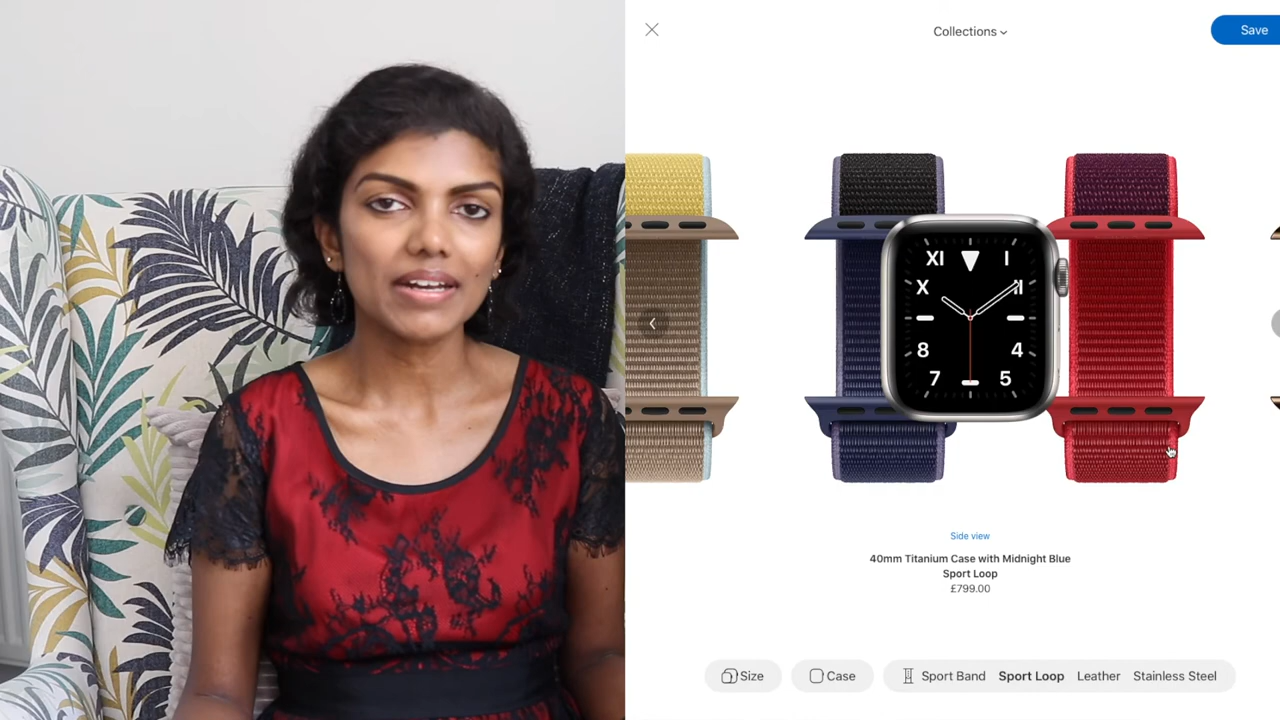 Collections
Save
XI I
X II
8 4
7 5
Side view
40mm Titanium Case with Midnight Blue
Sport Loop
£799.00
Size Case Sport Band Sport Loop Leather Stainless Steel